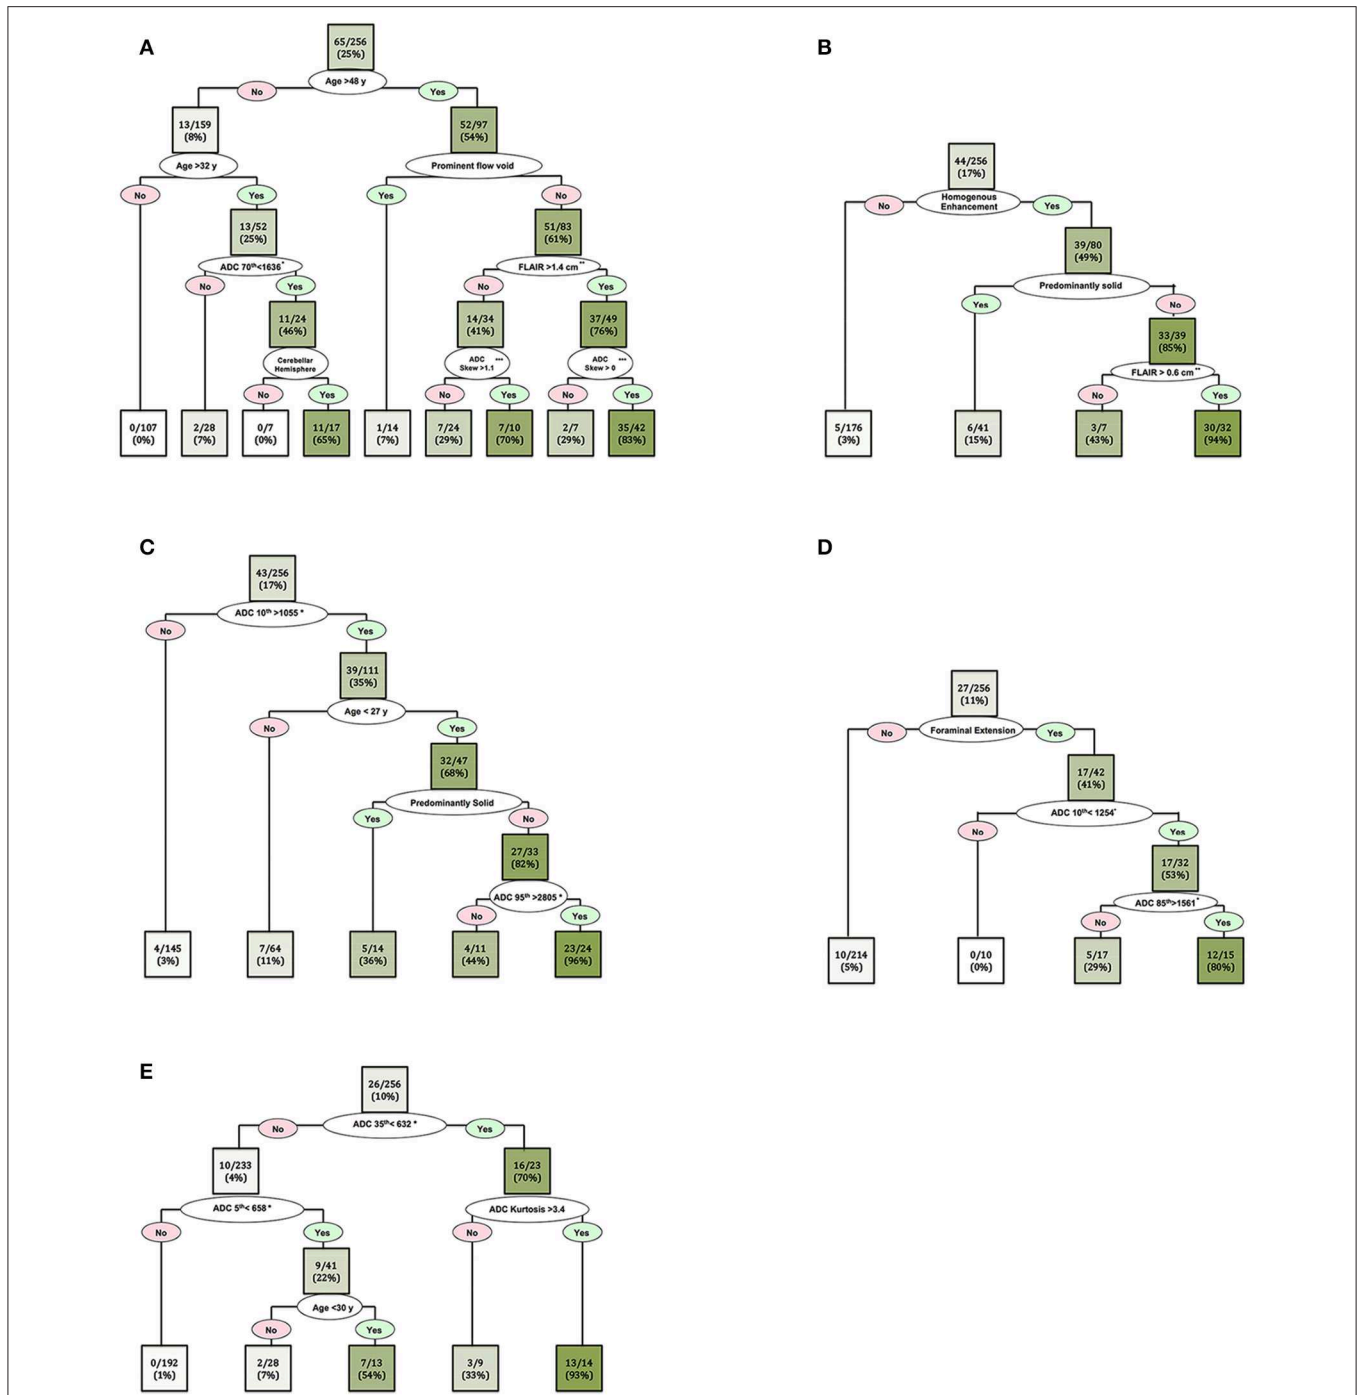 A
65/256
(25%)
Age >48 y
No
Yes
13/159
(8%)
52/97
(54%)
Age >32 y
Prominent flow void
No
Yes
Yes
No
13/52
(25%)
51/83
(61%)
ADC 70th<1636*
FLAIR >1.4 cm**
No
Yes
No
Yes
11/24
(46%)
14/34
(41%)
37/49
(76%)
Cerebellar
Hemisphere
ADC ***
Skew >1.1
ADC ***
Skew > 0
No
Yes
No
Yes
No
Yes
0/107
(0%)
2/28
(7%)
0/7
(0%)
11/17
(65%)
1/14
(7%)
7/24
(29%)
7/10
(70%)
2/7
(29%)
35/42
(83%)
B
44/256
(17%)
Homogenous
Enhancement
No
Yes
39/80
(49%)
Predominantly solid
Yes
No
33/39
(85%)
FLAIR > 0.6 cm**
No
Yes
5/176
(3%)
6/41
(15%)
3/7
(43%)
30/32
(94%)
C
43/256
(17%)
ADC 10th >1055 *
No
Yes
39/111
(35%)
Age < 27 y
No
Yes
32/47
(68%)
Predominantly Solid
Yes
No
27/33
(82%)
ADC 95th >2805 *
No
Yes
4/145
(3%)
7/64
(11%)
5/14
(36%)
4/11
(44%)
23/24
(96%)
D
27/256
(11%)
Foraminal Extension
No
Yes
17/42
(41%)
ADC 10th< 1254*
No
Yes
17/32
(53%)
ADC 85th>1561*
No
Yes
10/214
(5%)
0/10
(0%)
5/17
(29%)
12/15
(80%)
E
26/256
(10%)
ADC 35th< 632 *
No
Yes
10/233
(4%)
16/23
(70%)
ADC 5th< 658 *
ADC Kurtosis >3.4
No
Yes
No
Yes
9/41
(22%)
Age <30 y
No
Yes
0/192
(1%)
2/28
(7%)
7/13
(54%)
3/9
(33%)
13/14
(93%)